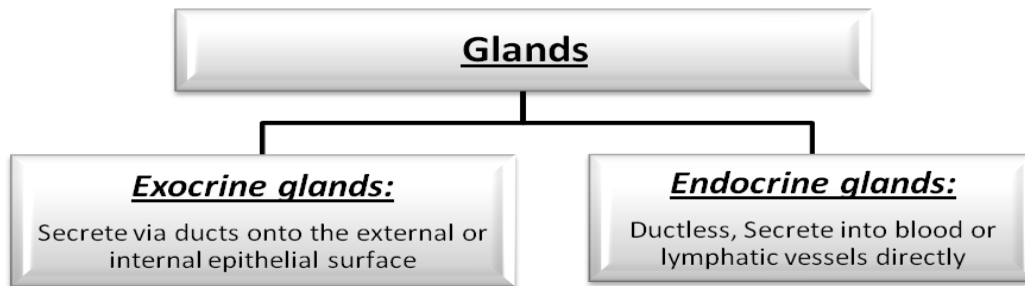 Glands
Exocrine glands:
Secrete via ducts onto the external or
internal epithelial surface
Endocrine glands:
Ductless, Secrete into blood or
lymphatic vessels directly